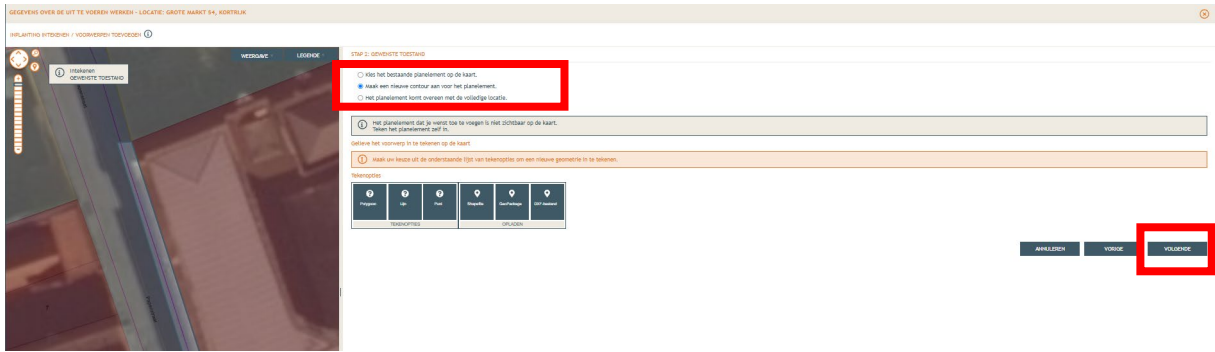 GEGEVENS OVER DE UIT TE VOEREN WERKEN - LOCATIE: GROTE MARKT 54, KORTRIJK
INPLANTING INTEKENEN / VOORWERPEN TOEVOEGEN
WEERGAVE
LEGENDE
Intekenen
GEWENSTE TOESTAND
STAP 2: GEWENSTE TOESTAND
Kies het bestaande planelement op de kaart.
Maak een nieuwe contour aan voor het planelement.
Het planelement komt overeen met de volledige locatie.
Het planelement dat je wenst toe te voegen is niet zichtbaar op de kaart.
Teken het planelement zelf in.
Gelieve het voorwerp in te tekenen op de kaart
Maak uw keuze uit de onderstaande lijst van tekenopties om een nieuwe geometrie in te tekenen.
Tekenopties
Polygoon
Lijn
Punt
Shapefile
GeoPackage
DXF-bestand
TEKENOPTIES
OPLADEN
ANNULEREN
VORIGE
VOLGENDE